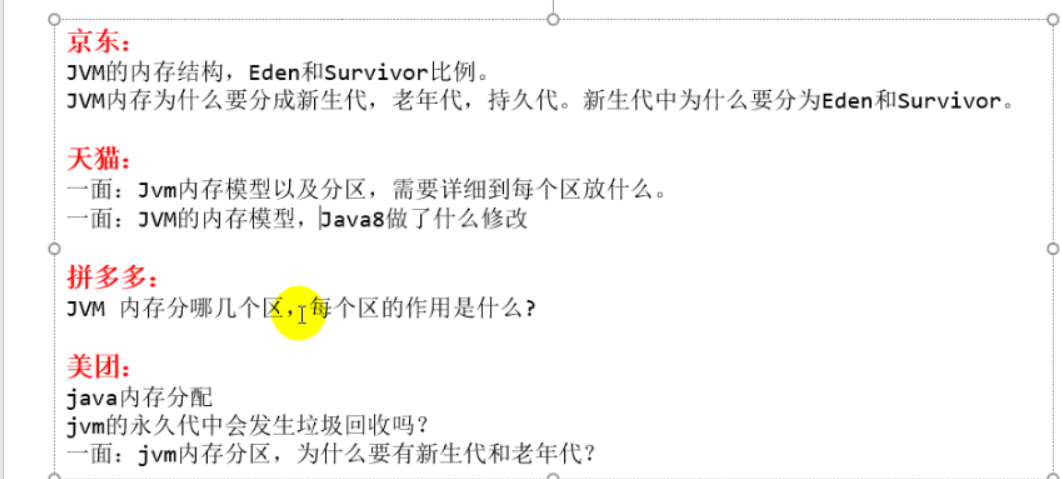 京东：
JVM的内存结构，Eden和Survivor比例。
JVM内存为什么要分成新生代，老年代，持久代。新生代中为什么要分为Eden和Survivor。
天猫：
一面：Jvm内存模型以及分区，需要详细到每个区放什么。
一面：JVM的内存模型，Java8做了什么修改
拼多多：
JVM 内存分哪几个区，每个区的作用是什么?
美团：
java内存分配
jvm的永久代中会发生垃圾回收吗？
一面：jvm内存分区，为什么要有新生代和老年代？